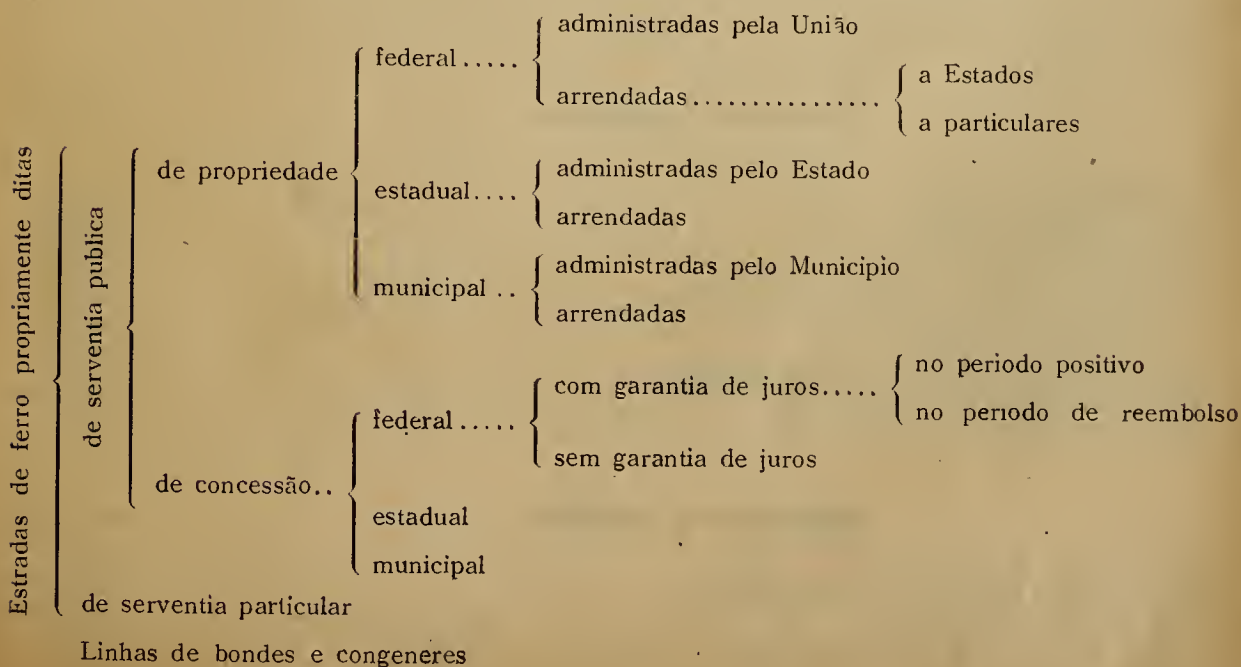 Estradas de ferro propriamente ditas
de serventia publica
de propriedade
federal.....
administradas pela União
arrendadas................
a Estados
a particulares
estadual....
administradas pelo Estado
arrendadas
municipal ..
administradas pelo Municipio
arrendadas
de concessão..
federal.....
com garantia de juros.....
no periodo positivo
no periodo de reembolso
sem garantia de juros
estadual
municipal
de serventia particular
Linhas de bondes e congeneres